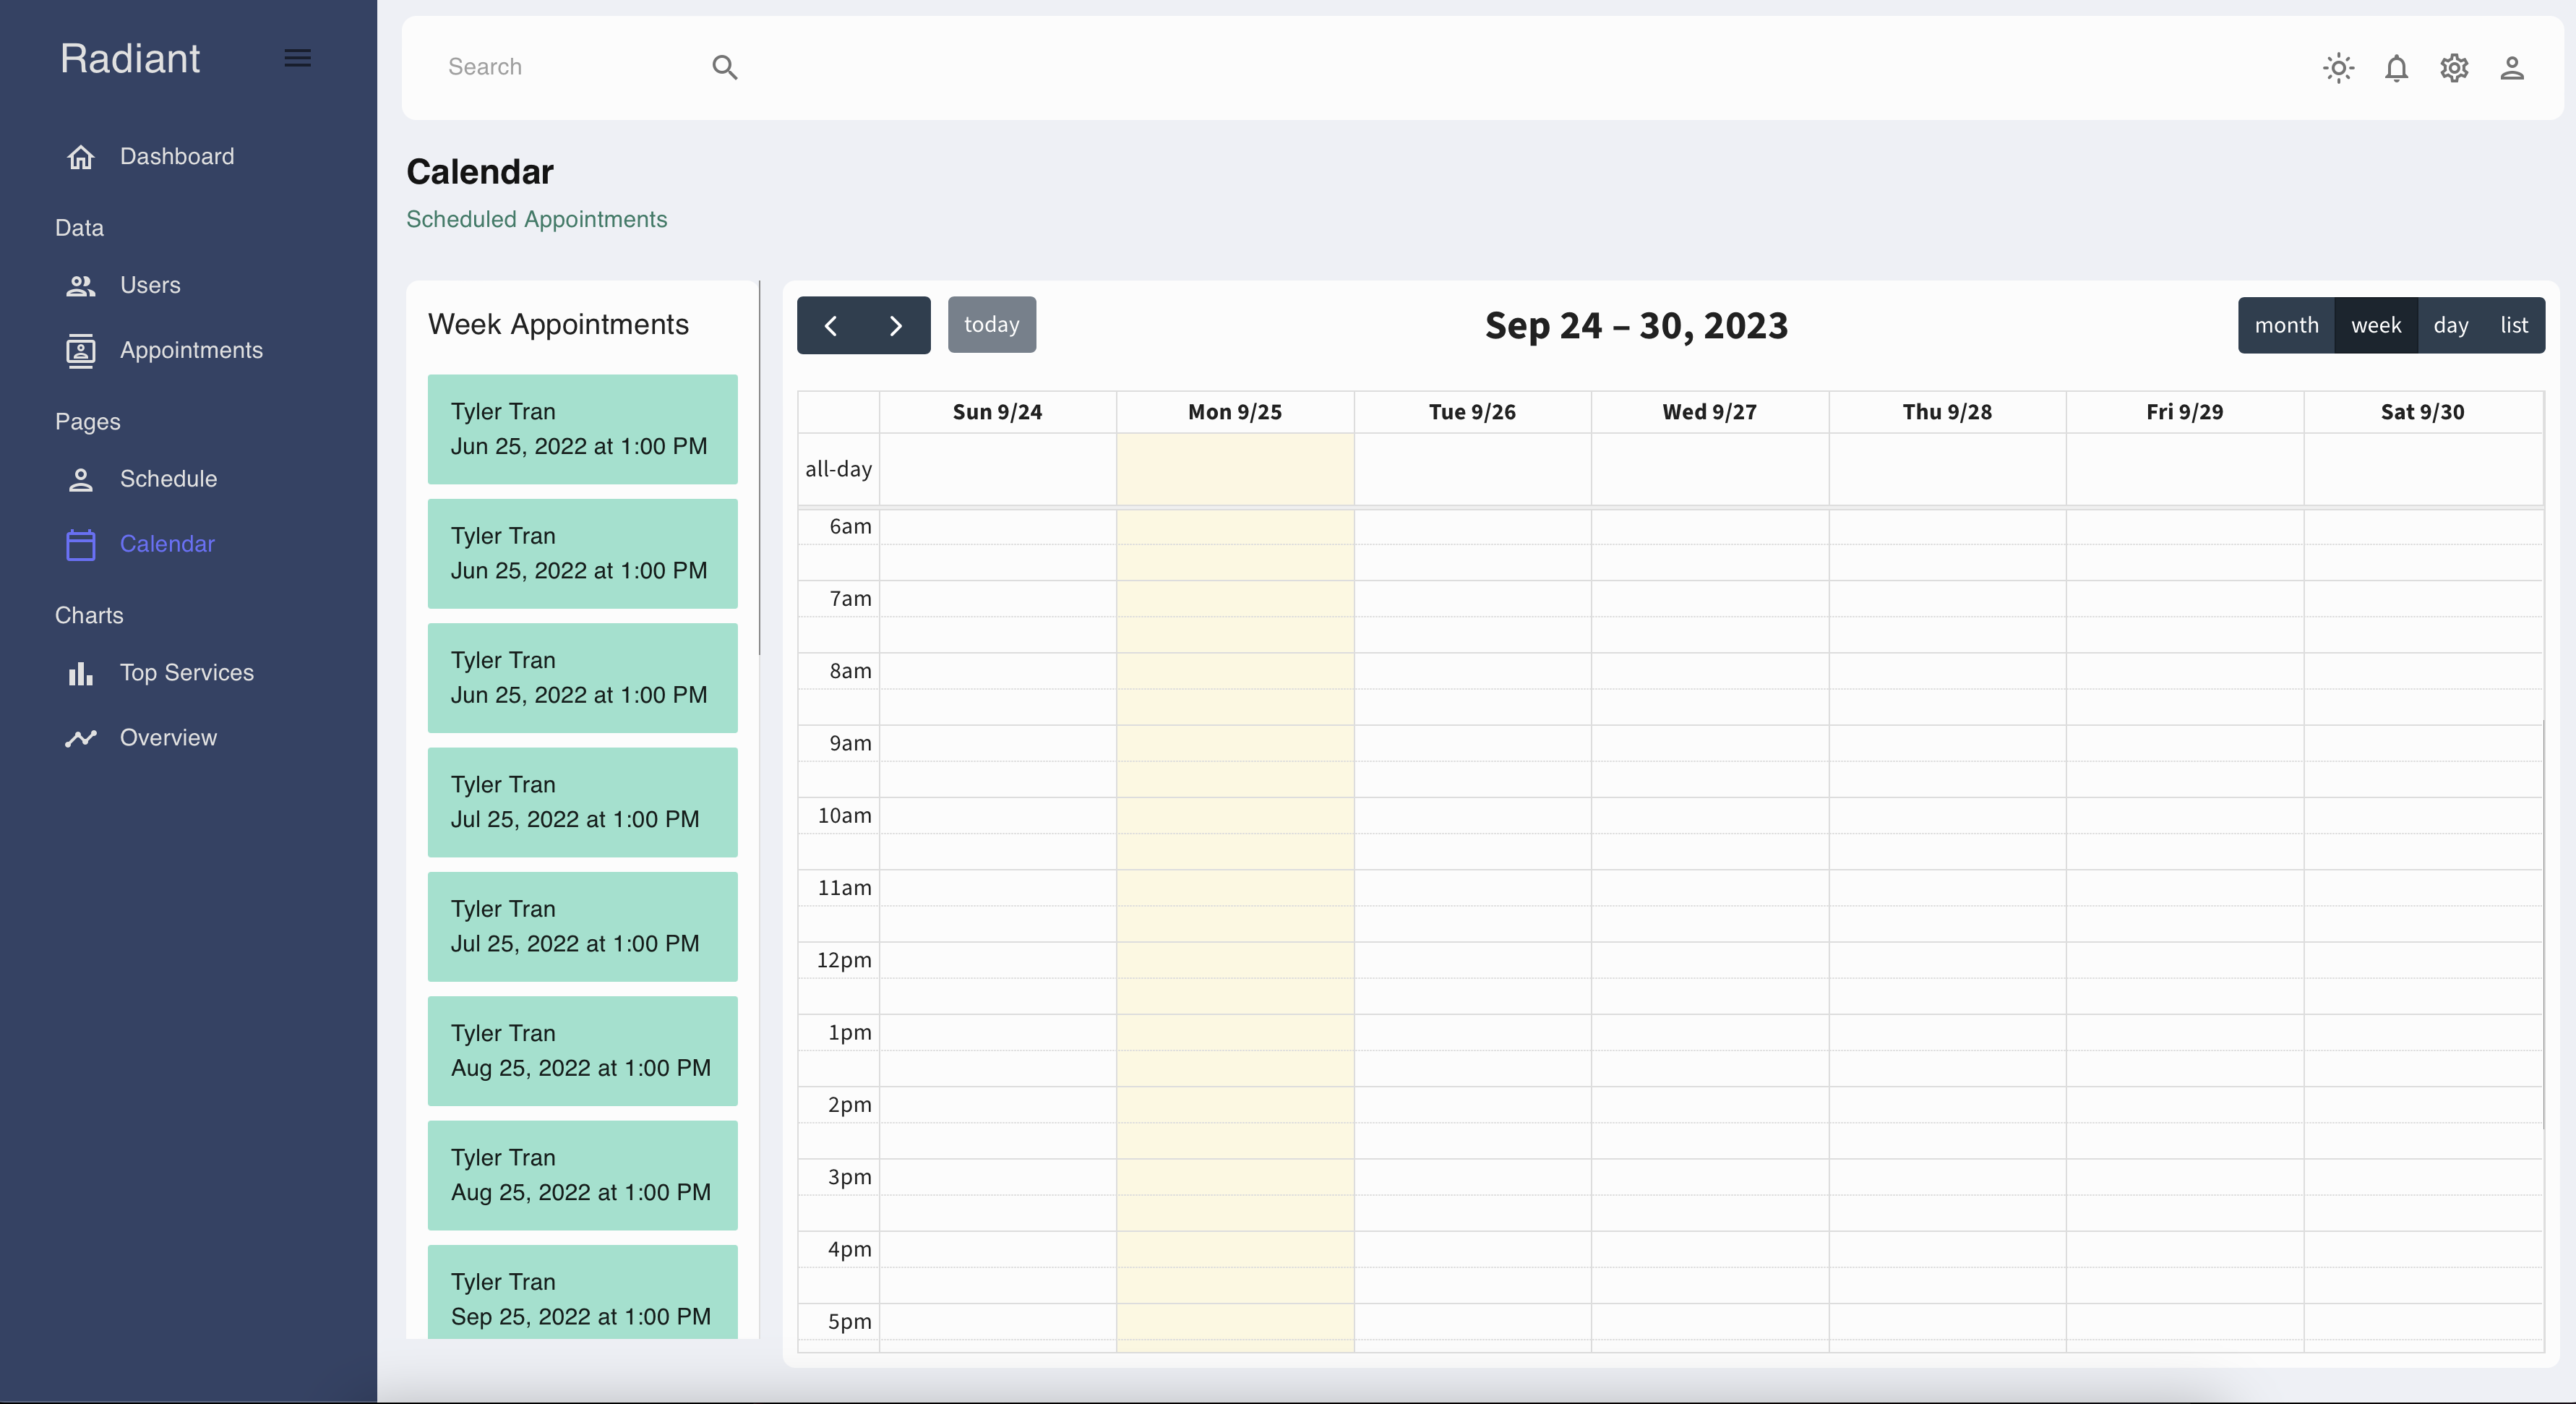 Radiant
Dashboard
Data
Users
Appointments
Pages
Schedule
Calendar
Charts
Top Services
Overview
Search
Calendar
Scheduled Appointments
Week Appointments
Tyler Tran
Jun 25, 2022 at 1:00 PM
Tyler Tran
Jun 25, 2022 at 1:00 PM
Tyler Tran
Jun 25, 2022 at 1:00 PM
Tyler Tran
Jul 25, 2022 at 1:00 PM
Tyler Tran
Jul 25, 2022 at 1:00 PM
Tyler Tran
Aug 25, 2022 at 1:00 PM
Tyler Tran
Aug 25, 2022 at 1:00 PM
Tyler Tran
Sep 25, 2022 at 1:00 PM
today
Sep 24 – 30, 2023
month week day list
Sun 9/24 Mon 9/25 Tue 9/26 Wed 9/27 Thu 9/28 Fri 9/29 Sat 9/30
all-day
6am
7am
8am
9am
10am
11am
12pm
1pm
2pm
3pm
4pm
5pm